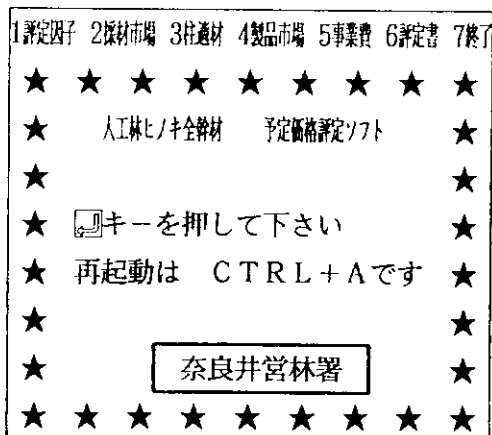 1評定因子 2採材市場 3柱適材 4製品市場 5事業費 6評定書 7終了
★ ★ ★ ★ ★ ★ ★ ★ ★
★ 人工林ヒノキ全幹材 予定価格評定ソフト ★
★ ★
★ ⏎キーを押して下さい ★
★ 再起動は CTRL+Aです ★
★ ★
★ 奈良井営林署 ★
★ ★ ★ ★ ★ ★ ★ ★ ★